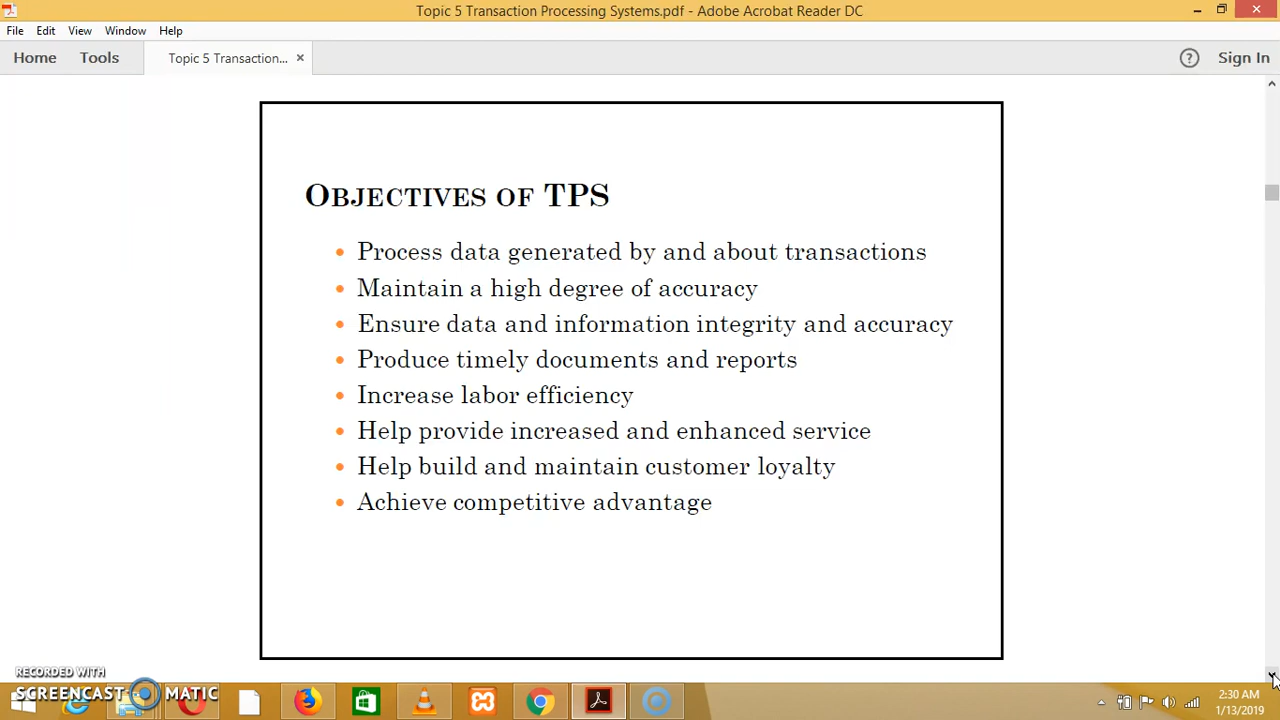 Topic 5 Transaction Processing Systems.pdf - Adobe Acrobat Reader DC
File Edit View Window Help
Home Tools Topic 5 Transaction... × ? Sign In
OBJECTIVES OF TPS
• Process data generated by and about transactions
• Maintain a high degree of accuracy
• Ensure data and information integrity and accuracy
• Produce timely documents and reports
• Increase labor efficiency
• Help provide increased and enhanced service
• Help build and maintain customer loyalty
• Achieve competitive advantage
RECORDED WITH
SCREENCAST MATIC
2:30 AM
1/13/2019